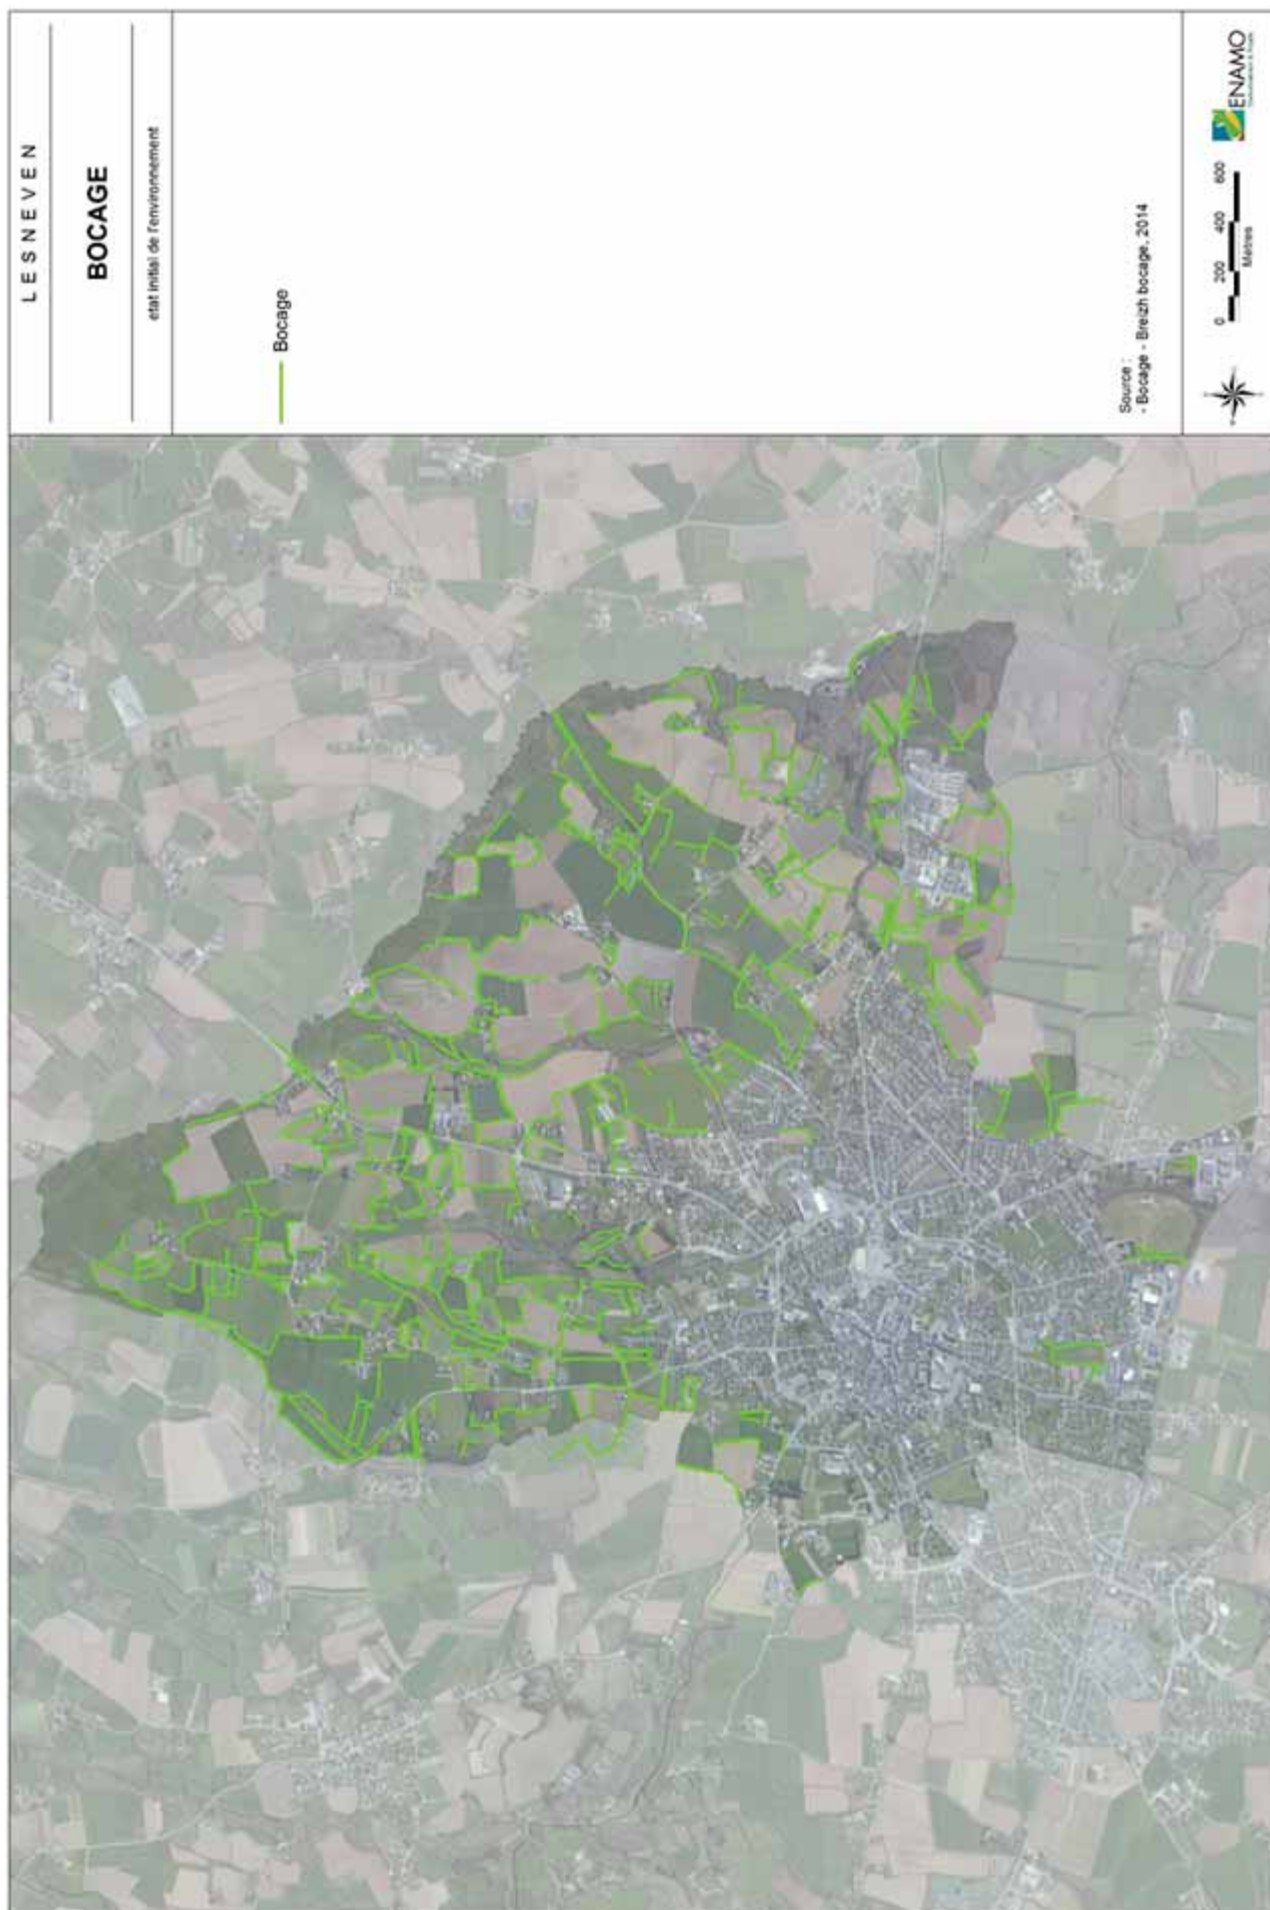 LESNEVEN
BOCAGE
etat initial de l'environnement
Bocage
Source :
- Bocage - Breizh bocage, 2014
0 200 400 600
Mètres
ENAMO